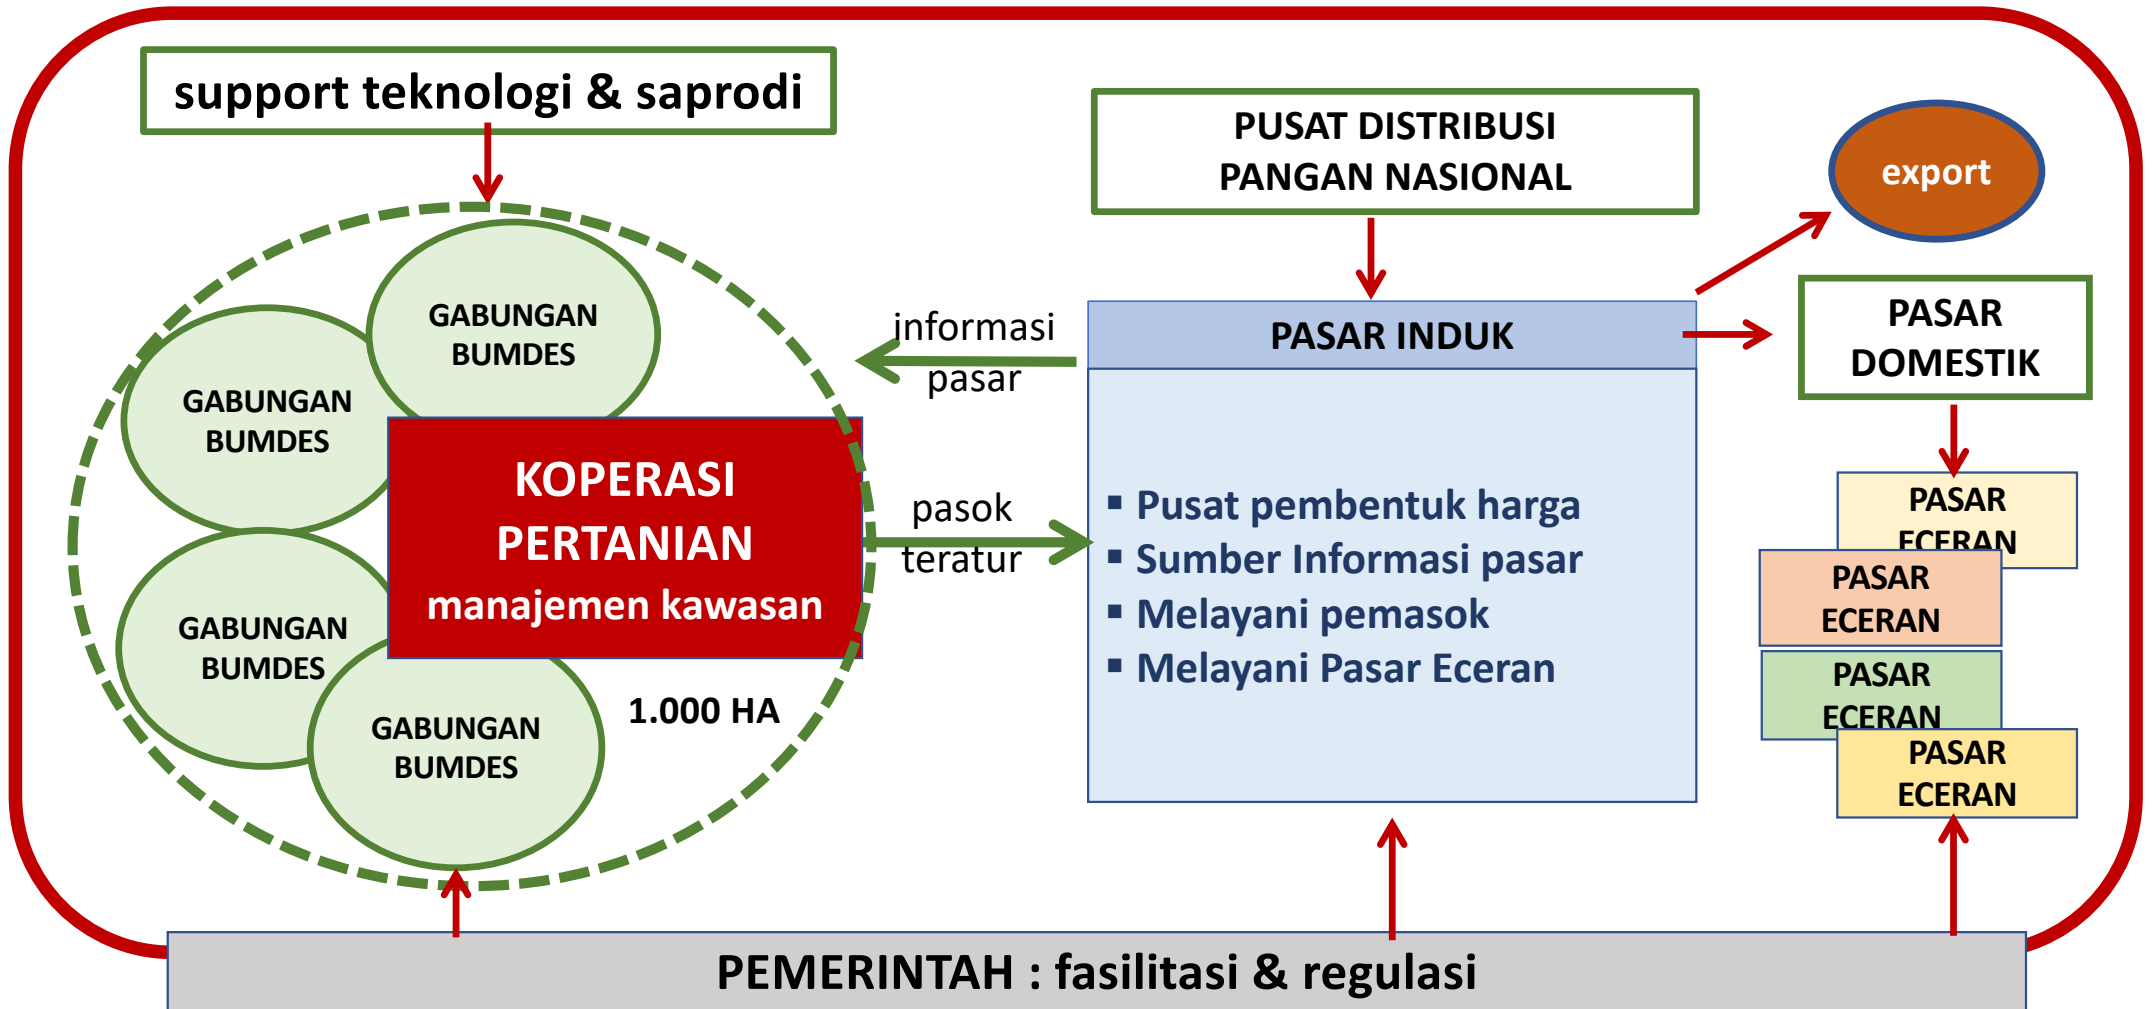 support teknologi & saprodi
PUSAT DISTRIBUSI
PANGAN NASIONAL
export
GABUNGAN
BUMDES
GABUNGAN
BUMDES
GABUNGAN
BUMDES
GABUNGAN
BUMDES
KOPERASI
PERTANIAN
manajemen kawasan
1.000 HA
informasi
pasar
pasok
teratur
PASAR INDUK
▪ Pusat pembentuk harga
▪ Sumber Informasi pasar
▪ Melayani pemasok
▪ Melayani Pasar Eceran
PASAR
DOMESTIK
PASAR
ECERAN
PASAR
ECERAN
PASAR
ECERAN
PASAR
ECERAN
PEMERINTAH : fasilitasi & regulasi